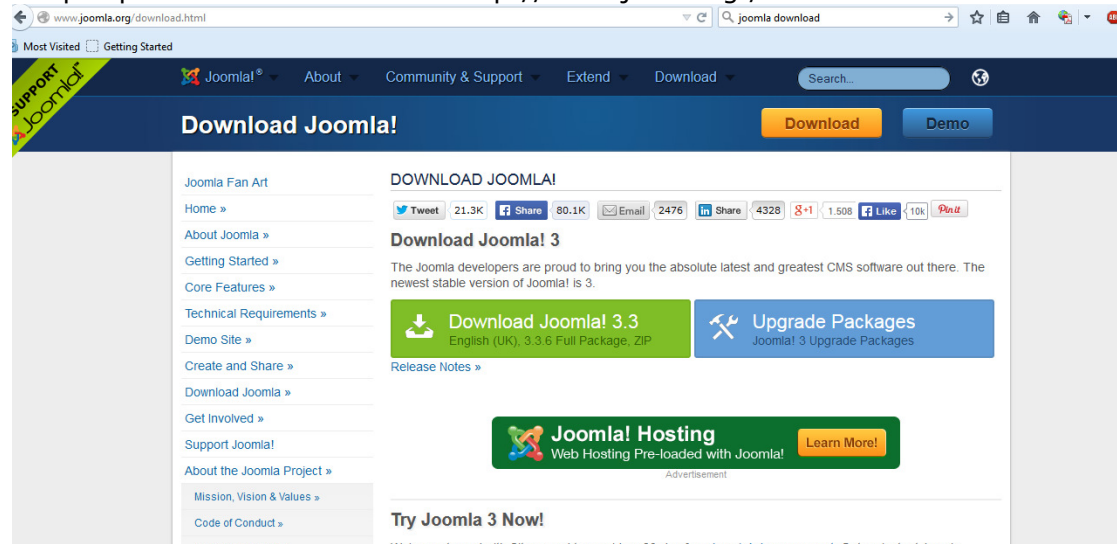 www.joomla.org/download.html
joomla download
Most Visited Getting Started
SUPPORT Joomla!
Joomla!® About Community & Support Extend Download Search...
Download Joomla! Download Demo
Joomla Fan Art
Home »
About Joomla »
Getting Started »
Core Features »
Technical Requirements »
Demo Site »
Create and Share »
Download Joomla »
Get Involved »
Support Joomla!
About the Joomla Project »
Mission, Vision & Values »
Code of Conduct »
DOWNLOAD JOOMLA!
Tweet 21.3K Share 80.1K Email 2476 Share 4328 g+1 1.508 Like 10k Pin it
Download Joomla! 3
The Joomla developers are proud to bring you the absolute latest and greatest CMS software out there. The
newest stable version of Joomla! is 3.
Download Joomla! 3.3
English (UK), 3.3.6 Full Package, ZIP
Upgrade Packages
Joomla! 3 Upgrade Packages
Release Notes »
Joomla! Hosting
Web Hosting Pre-loaded with Joomla!
Learn More!
Advertisement
Try Joomla 3 Now!